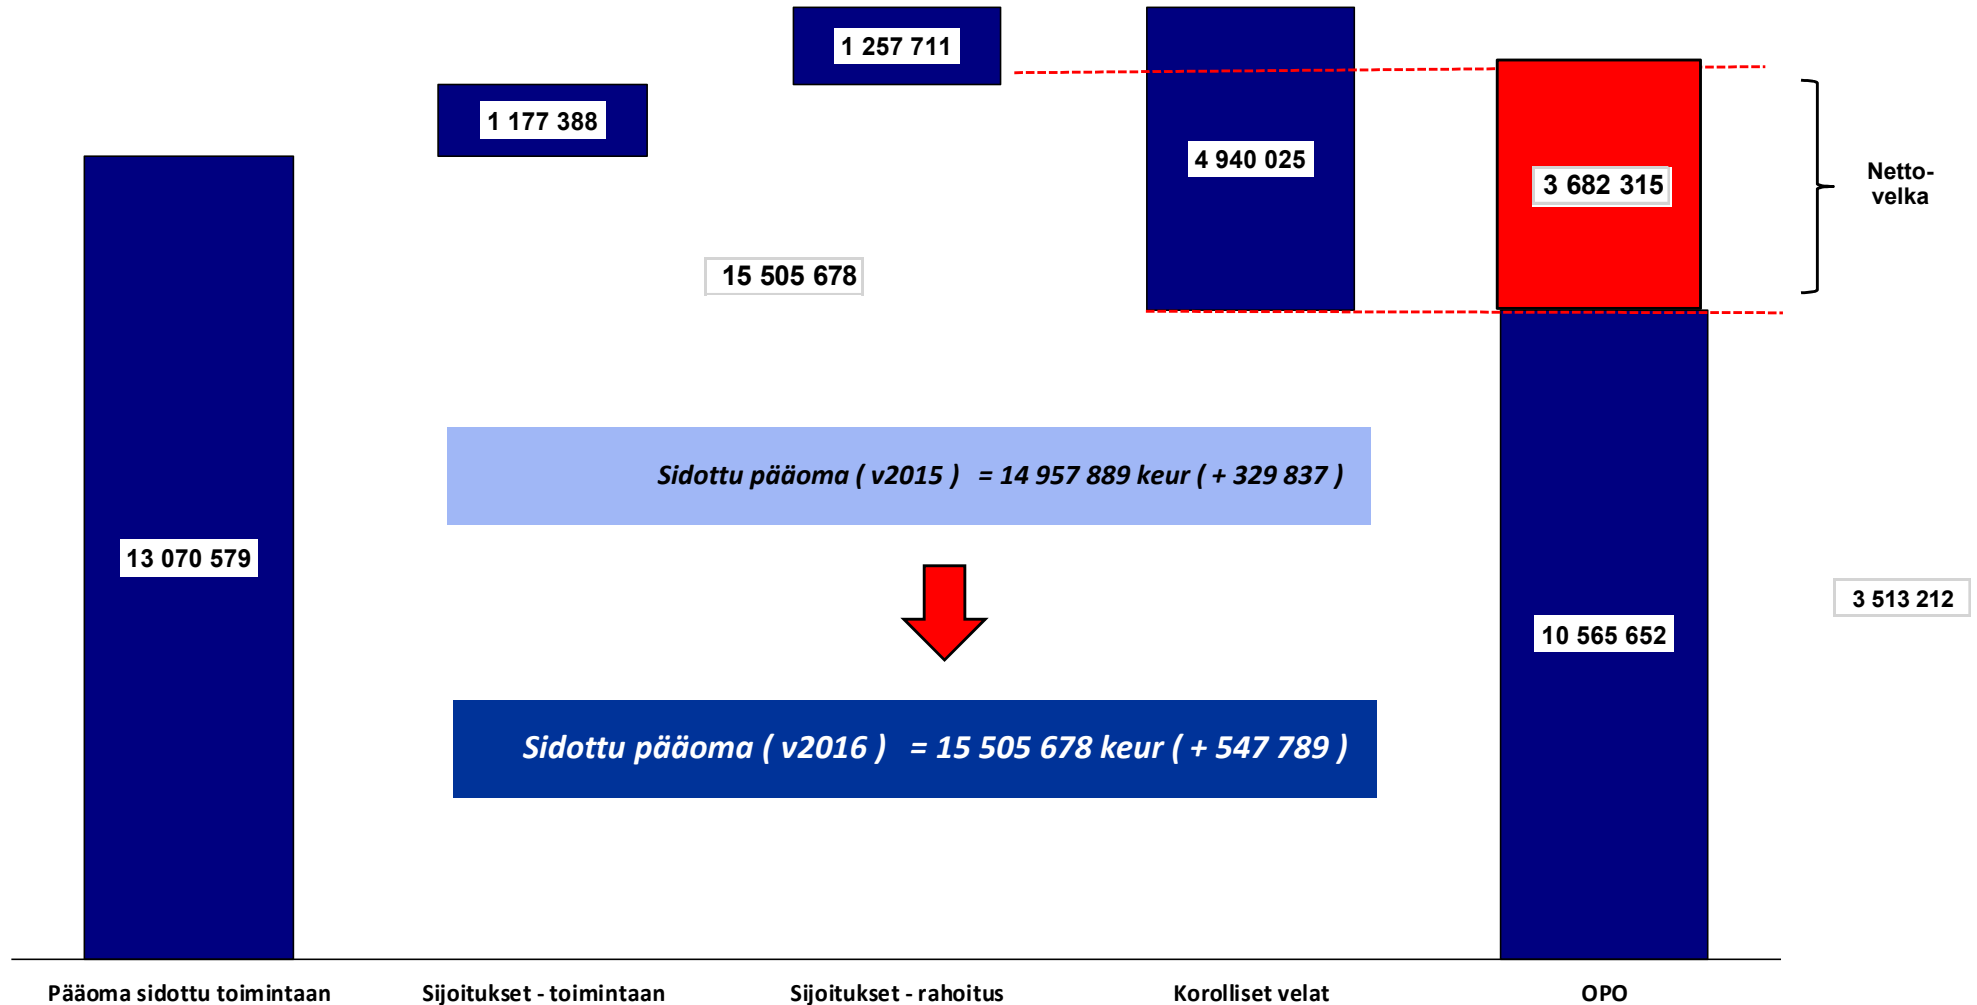 1 257 711
1 177 388
4 940 025
3 682 315
Netto-
velka
15 505 678
Sidottu pääoma ( v2015 ) = 14 957 889 keur ( + 329 837 )
13 070 579
3 513 212
10 565 652
Sidottu pääoma ( v2016 ) = 15 505 678 keur ( + 547 789 )
Pääoma sidottu toimintaan
Sijoitukset - toimintaan
Sijoitukset - rahoitus
Korolliset velat
OPO